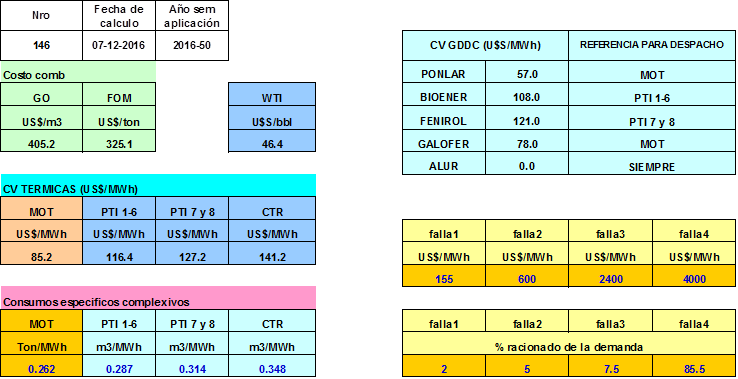 Nro Fecha de calculo Año sem aplicación
146 07-12-2016 2016-50
Costo comb
GO FOM
US$/m3 US$/ton
405.2 325.1
WTI
U$S/bbl
46.4
CV TERMICAS (US$/MWh)
MOT PTI 1-6 PTI 7 y 8 CTR
US$/MWh US$/MWh US$/MWh US$/MWh
85.2 116.4 127.2 141.2
Consumos especificos complexivos
MOT PTI 1-6 PTI 7 y 8 CTR
Ton/MWh m3/MWh m3/MWh m3/MWh
0.262 0.287 0.314 0.348
CV GDDC (U$S/MWh) REFERENCIA PARA DESPACHO
PONLAR 57.0 MOT
BIOENER 108.0 PTI 1-6
FENIROL 121.0 PTI 7 y 8
GALOFER 78.0 MOT
ALUR 0.0 SIEMPRE
falla1 falla2 falla3 falla4
US$/MWh US$/MWh US$/MWh US$/MWh
155 600 2400 4000
falla1 falla2 falla3 falla4
% racionado de la demanda
2 5 7.5 85.5